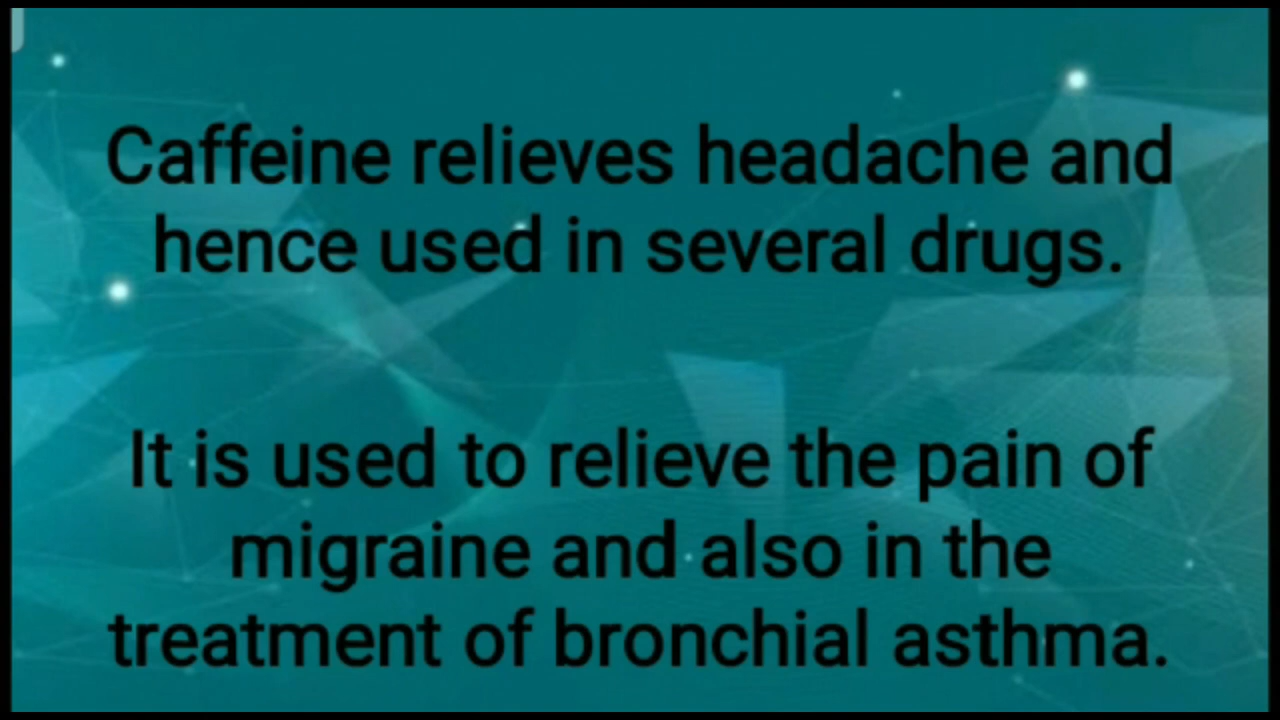 Caffeine relieves headache and
hence used in several drugs.
It is used to relieve the pain of
migraine and also in the
treatment of bronchial asthma.